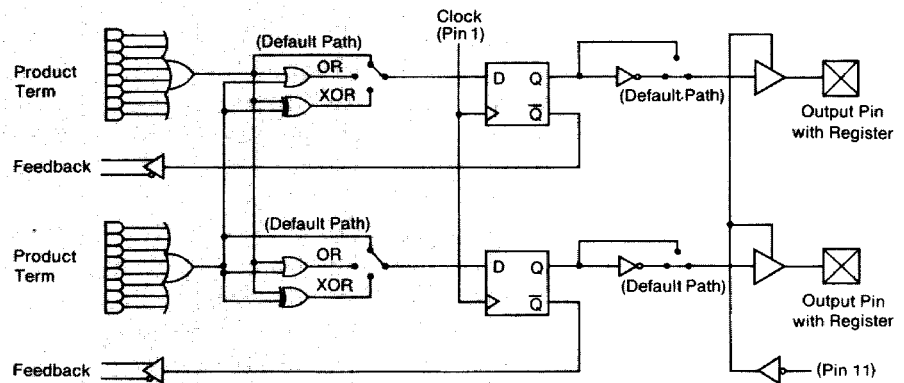 Clock
(Pin 1)
(Default Path)
OR
XOR
Product
Term
D
Q
Q̅
(Default Path)
Output Pin
with Register
Feedback
(Default Path)
OR
XOR
Product
Term
D
Q
Q̅
(Default Path)
Output Pin
with Register
Feedback
(Pin 11)